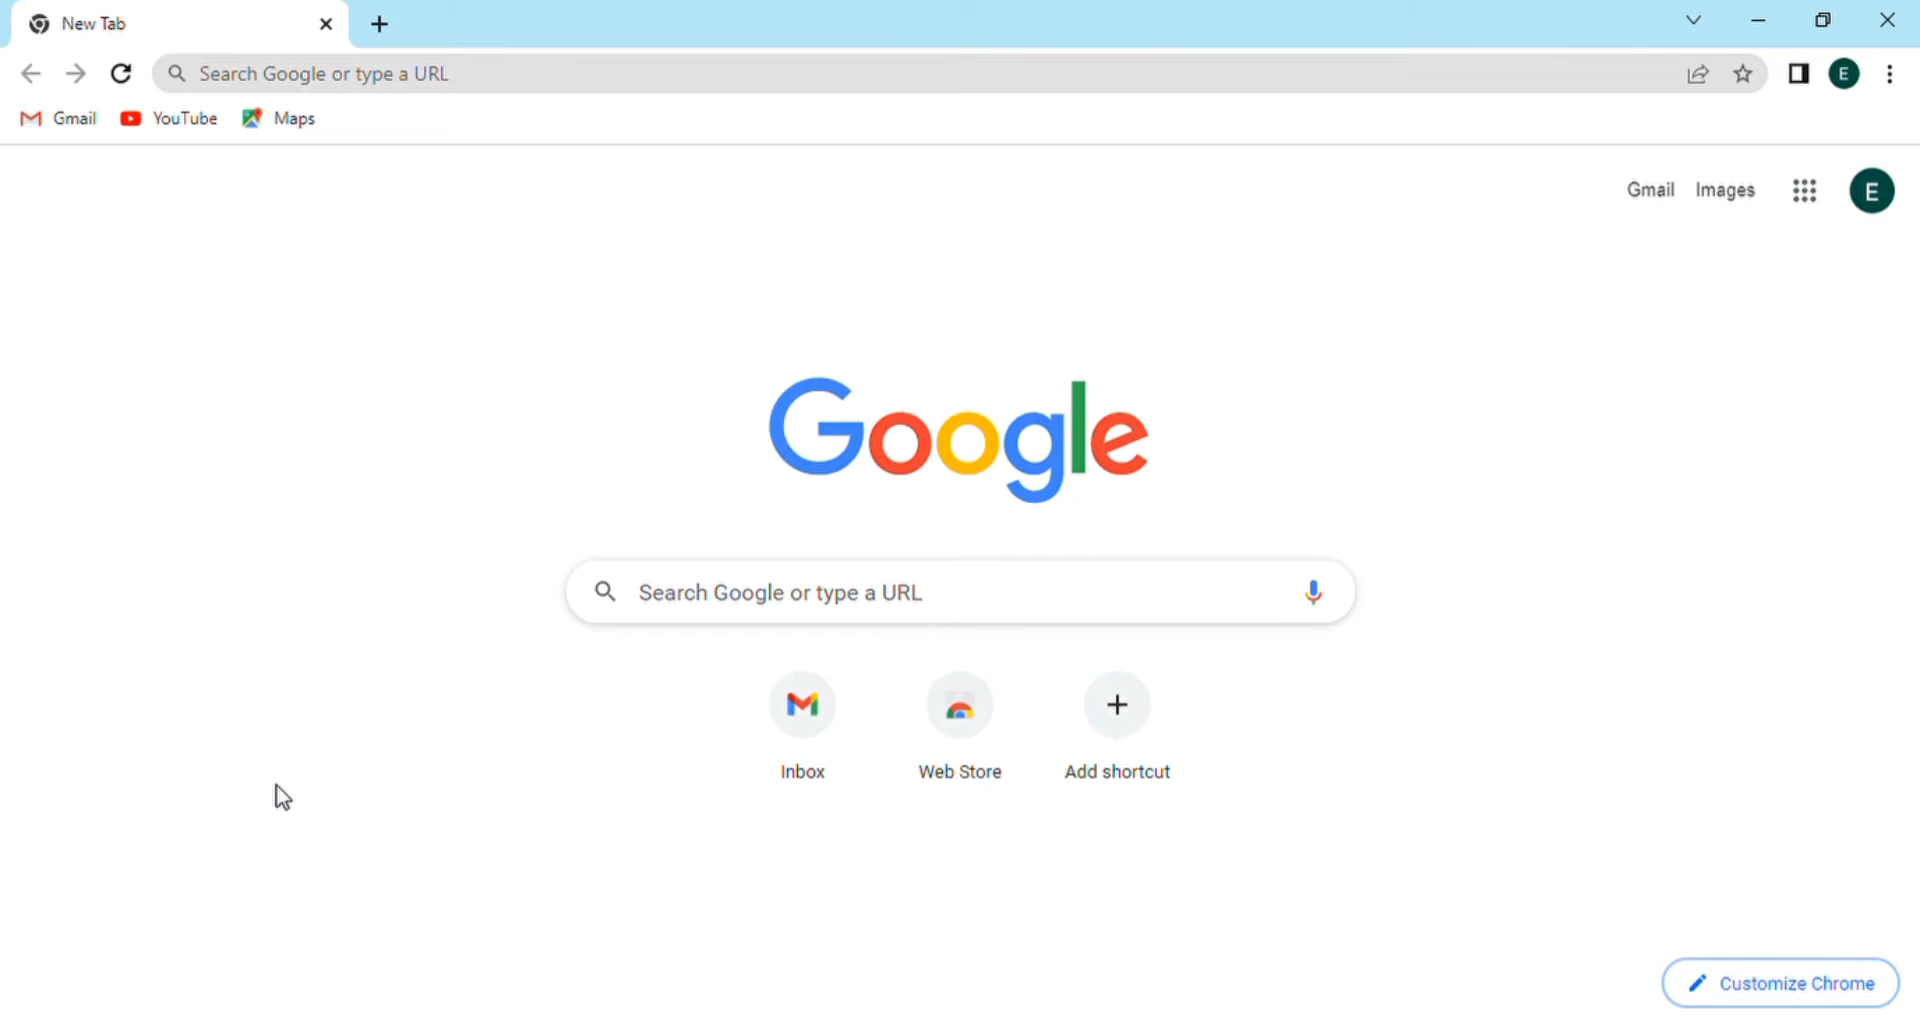 New Tab
Search Google or type a URL
E
Gmail YouTube Maps
Gmail Images E
Google
Search Google or type a URL
Inbox Web Store Add shortcut
Customize Chrome